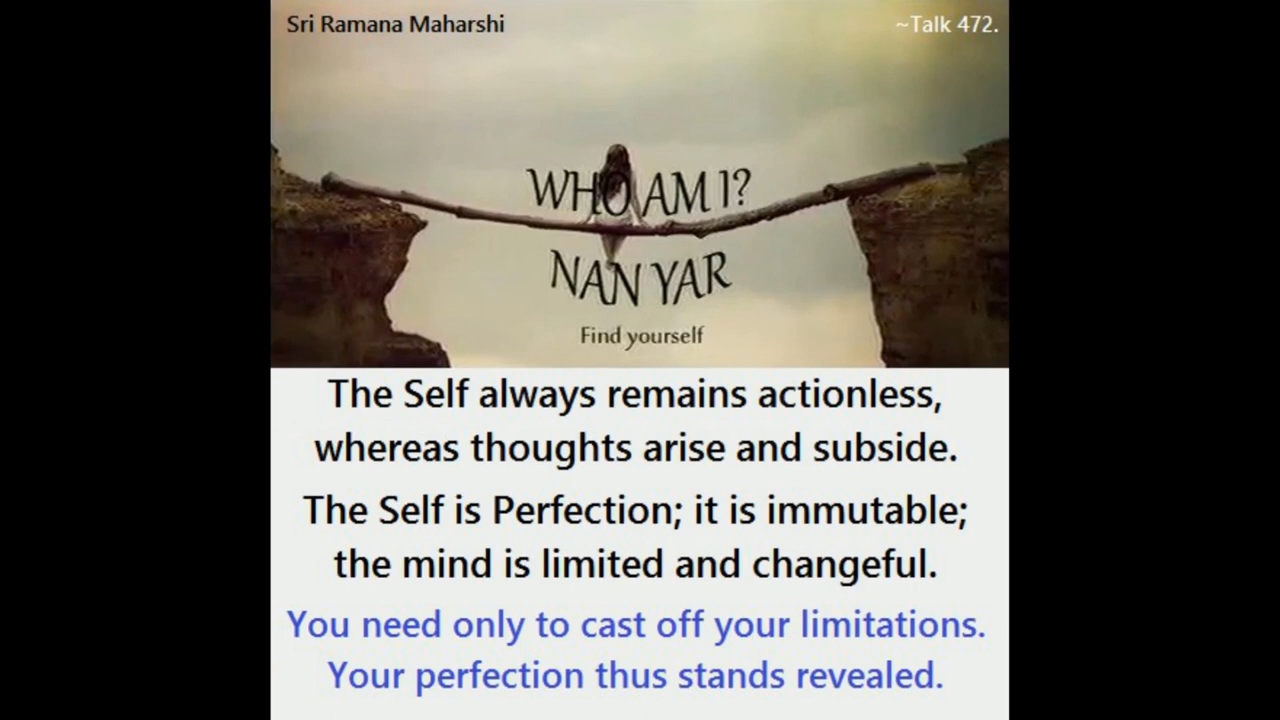 Sri Ramana Maharshi
~Talk 472.
WHO AM I?
NAN YAR
Find yourself
The Self always remains actionless,
whereas thoughts arise and subside.
The Self is Perfection; it is immutable;
the mind is limited and changeful.
You need only to cast off your limitations.
Your perfection thus stands revealed.